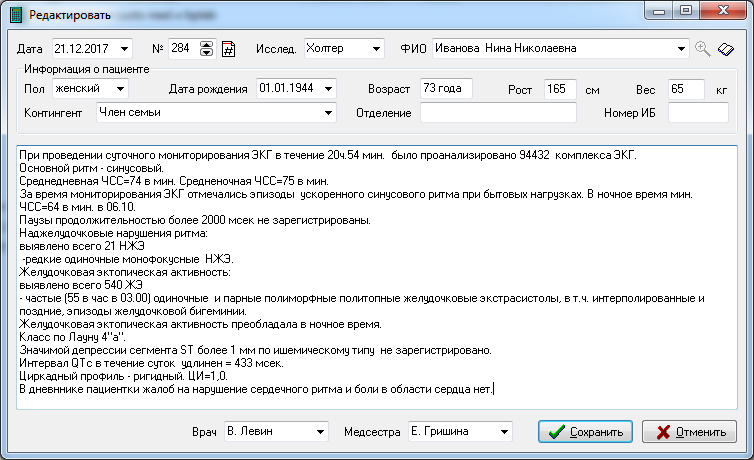 Редактировать
Дата 21.12.2017 № 284 # Исслед. Холтер ФИО Иванова Нина Николаевна
Информация о пациенте
Пол женский Дата рождения 01.01.1944 Возраст 73 года Рост 165 см Вес 65 кг
Контингент Член семьи Отделение Номер ИБ
При проведении суточного мониторирования ЭКГ в течение 20ч.54 мин. было проанализировано 94432 комплекса ЭКГ.
Основной ритм - синусовый.
Среднедневная ЧСС=74 в мин. Средненочная ЧСС=75 в мин.
За время мониторирования ЭКГ отмечались эпизоды ускоренного синусового ритма при бытовых нагрузках. В ночное время мин.
ЧСС=64 в мин. в 06.10.
Паузы продолжительностью более 2000 мсек не зарегистрированы.
Наджелудочковые нарушения ритма:
выявлено всего 21 НЖЭ
-редкие одиночные монофокусные НЖЭ.
Желудочковая эктопическая активность:
выявлено всего 540 ЖЭ
- частые (55 в час в 03.00) одиночные и парные полиморфные политопные желудочковые экстрасистолы, в т.ч. интерполированные и
поздние, эпизоды желудочковой бигеминии.
Желудочковая эктопическая активность преобладала в ночное время.
Класс по Лауну 4"а".
Значимой депрессии сегмента ST более 1 мм по ишемическому типу не зарегистрировано.
Интервал QTc в течение суток удлинен = 433 мсек.
Циркадный профиль - ригидный. ЦИ=1,0.
В дневннике пациентки жалоб на нарушение сердечного ритма и боли в области сердца нет.
Врач В. Левин Медсестра Е. Гришина Сохранить Отменить